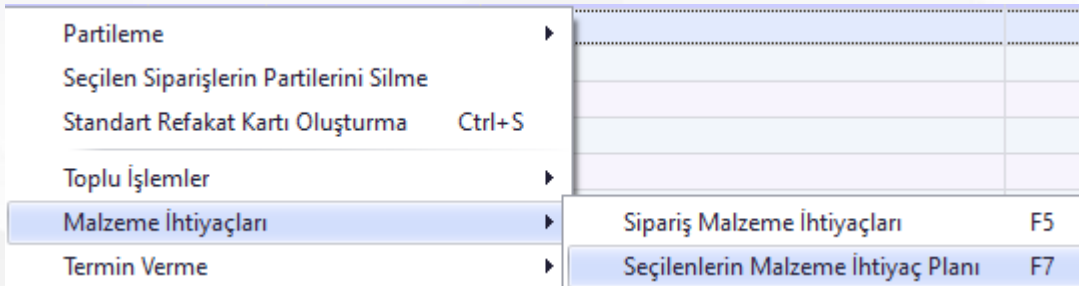 Partileme
Seçilen Siparişlerin Partilerini Silme
Standart Refakat Kartı Oluşturma Ctrl+S
Toplu İşlemler
Malzeme İhtiyaçları
Sipariş Malzeme İhtiyaçları F5
Termin Verme
Seçilenlerin Malzeme İhtiyaç Planı F7